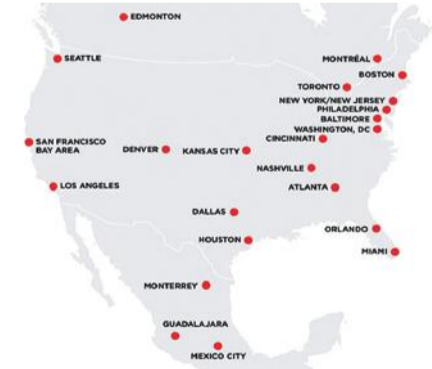 EDMONTON
SEATTLE
MONTRÉAL
BOSTON
TORONTO
NEW YORK/NEW JERSEY
PHILADELPHIA
BALTIMORE
WASHINGTON, DC
CINCINNATI
SAN FRANCISCO
BAY AREA
DENVER
KANSAS CITY
NASHVILLE
LOS ANGELES
ATLANTA
DALLAS
ORLANDO
HOUSTON
MIAMI
MONTERREY
GUADALAJARA
MEXICO CITY